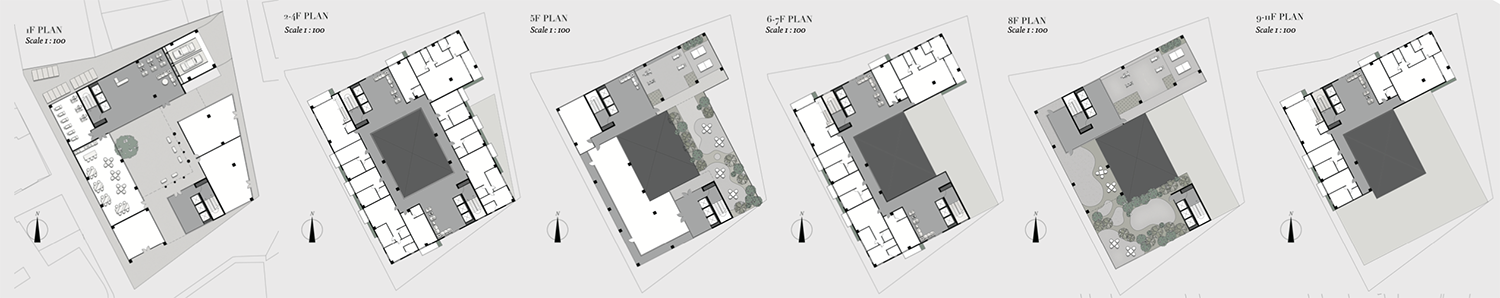 1F PLAN
Scale 1 : 100
2-4F PLAN
Scale 1 : 100
5F PLAN
Scale 1 : 100
6-7F PLAN
Scale 1 : 100
8F PLAN
Scale 1 : 100
9-11F PLAN
Scale 1 : 100
N
N
N
N
N
N